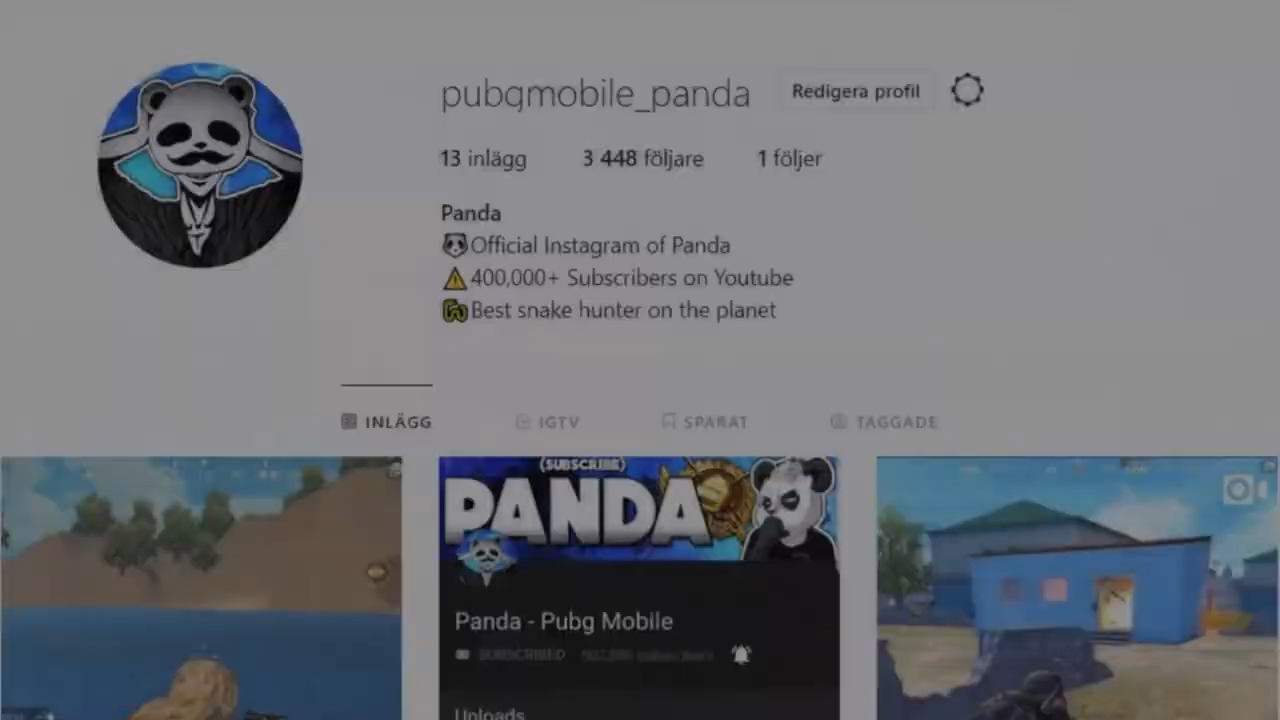 pubgmobile_panda Redigera profil
13 inlägg 3 448 följare 1 följer
Panda
Official Instagram of Panda
400,000+ Subscribers on Youtube
Best snake hunter on the planet
INLÄGG IGTV SPARAT TAGGADE
(SUBSCRIBE)
PANDA
Panda - Pubg Mobile
SUBSCRIBED
Uploads